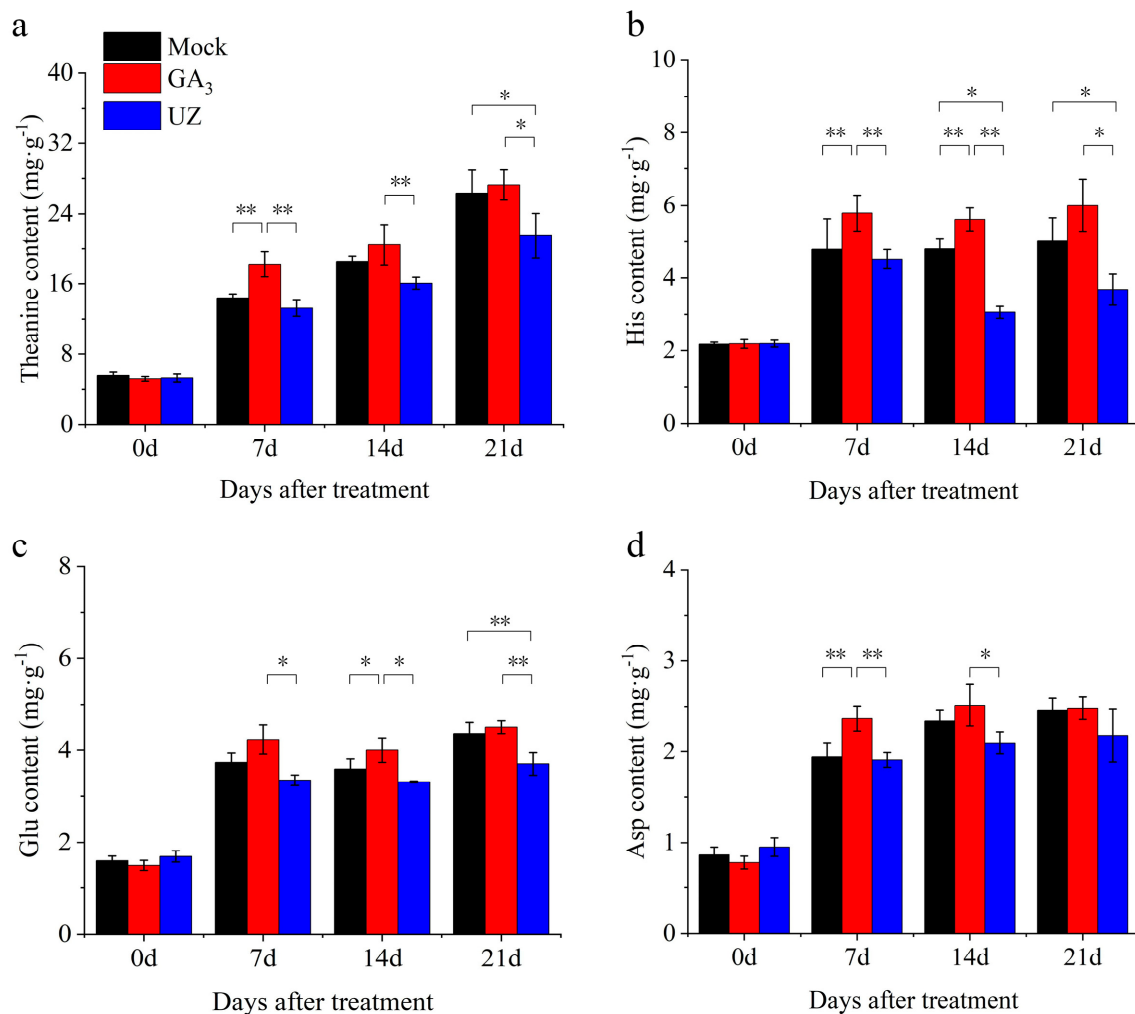 a
Mock
GA₃
UZ
Theanine content (mg·g⁻¹)
40
32
24
16
8
0
*
*
**
**
**
0d 7d 14d 21d
Days after treatment
b
His content (mg·g⁻¹)
10
8
6
4
2
0
* *
** ** ** ** *
0d 7d 14d 21d
Days after treatment
c
Glu content (mg·g⁻¹)
8
6
4
2
0
**
* * * **
0d 7d 14d 21d
Days after treatment
d
Asp content (mg·g⁻¹)
4
3
2
1
0
** ** *
0d 7d 14d 21d
Days after treatment